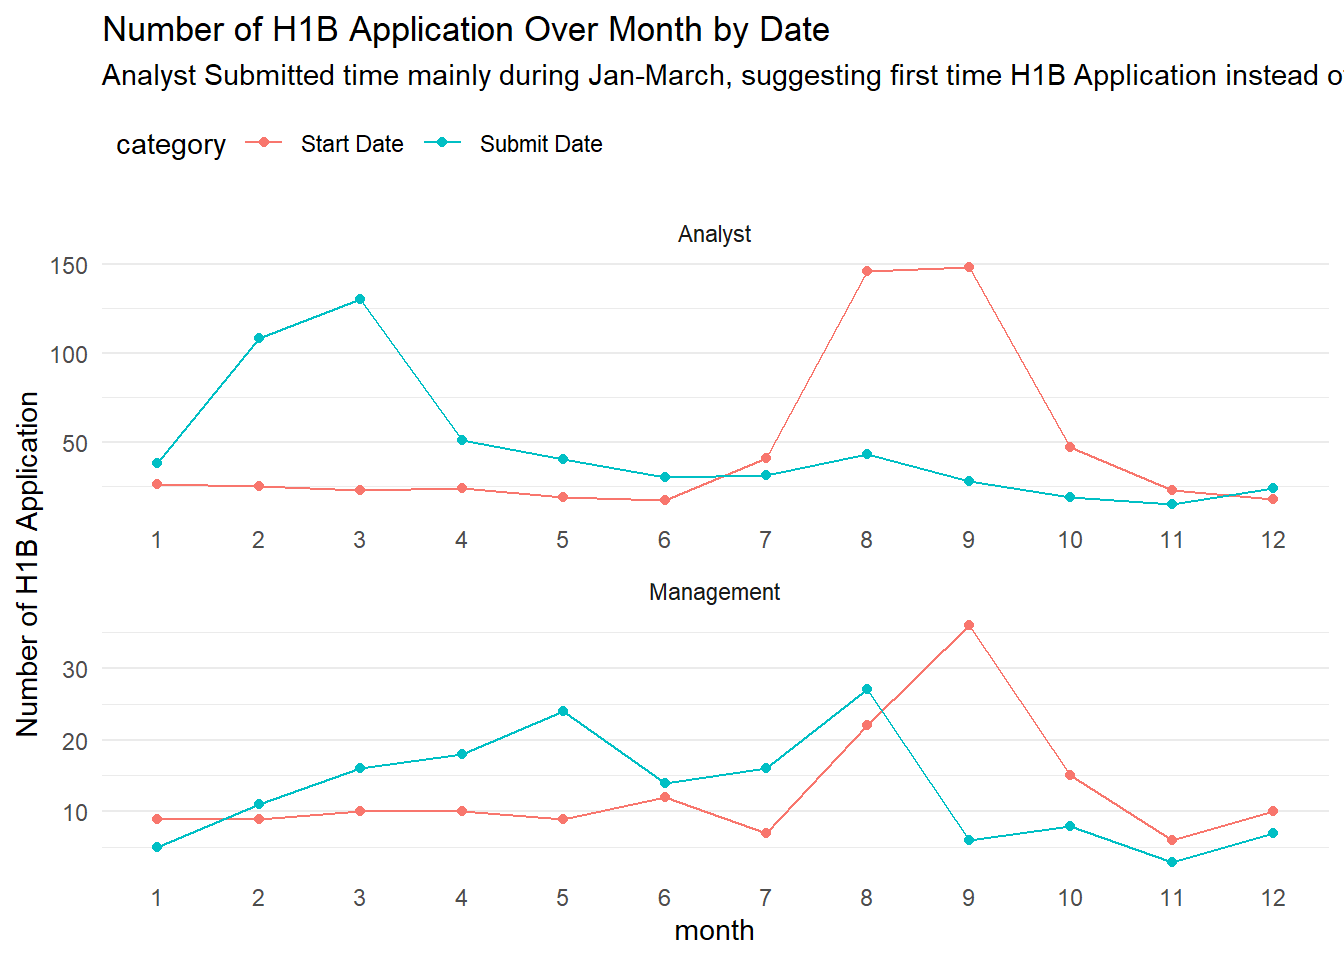 Number of H1B Application Over Month by Date
Analyst Submitted time mainly during Jan-March, suggesting first time H1B Application instead
category Start Date Submit Date
Analyst
150
100
50
1 2 3 4 5 6 7 8 9 10 11 12
Number of H1B Application
Management
30
20
10
1 2 3 4 5 6 7 8 9 10 11 12
month